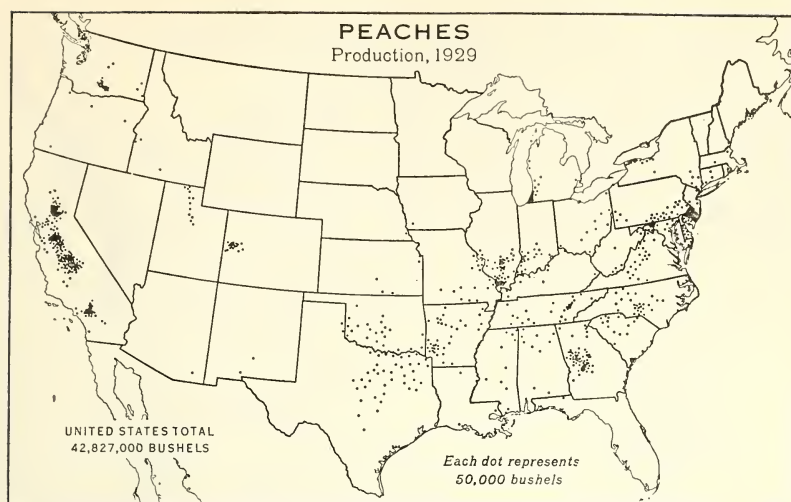 PEACHES
Production, 1929
UNITED STATES TOTAL
42,827,000 BUSHELS
Each dot represents
50,000 bushels